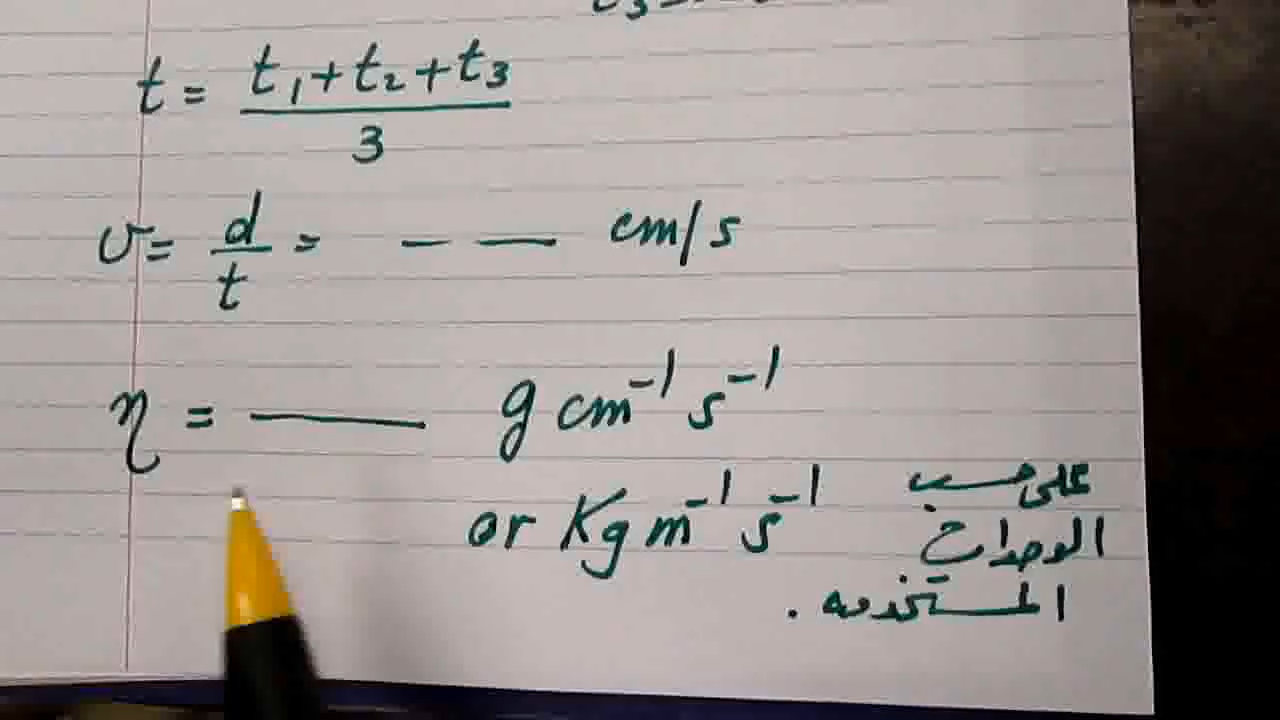 t = t₁+t₂+t₃ / 3
v = d / t = — — cm/s
η = —— g cm⁻¹ s⁻¹
or Kg m⁻¹ s⁻¹
على حسب
الوحدات
المستخدمه .